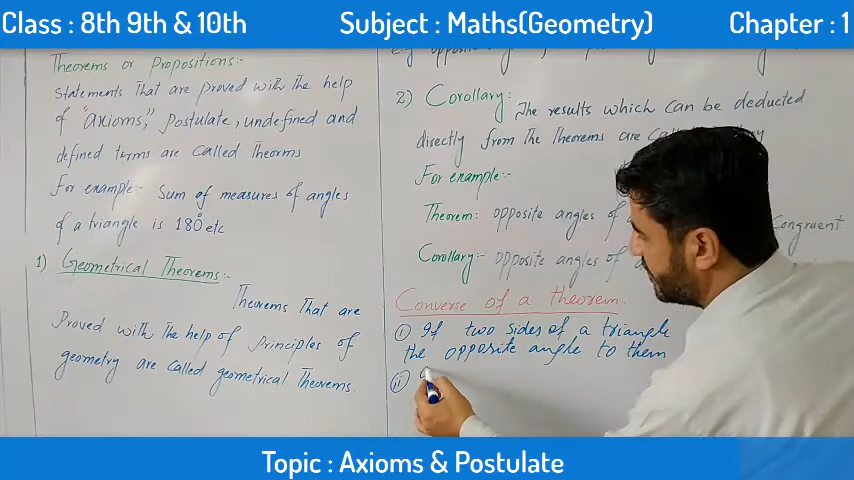 Class : 8th 9th & 10th
Subject : Maths(Geometry)
Chapter : 1
Theorems or Propositions:-
Statements That are proved with The help
of "axioms," postulate, undefined and
defined terms are called Theorms
For example:- Sum of measures of angles
of a triangle is 180° etc
1) Geometrical Theorems:-
Theorems That are
Proved with The help of Principles of
geometry are called geometrical Theorems
2) Corollary: The results which can be deducted
directly from The Theorems are
For example:-
Theorem: opposite angles of
Congruent.
Corollary:- opposite angles of
Converse of a theorem
(i) If two sides of a triangle
the opposite angle to them
(ii)
Topic : Axioms & Postulate